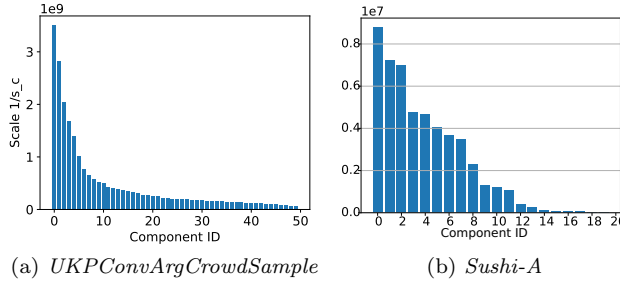 1e9
3
2
1
0
Scale 1/s_c
0 10 20 30 40 50
Component ID
(a) UKPConvArgCrowdSample
1e7
0.8
0.6
0.4
0.2
0.0
0 2 4 6 8 10 12 14 16 18 20
Component ID
(b) Sushi-A